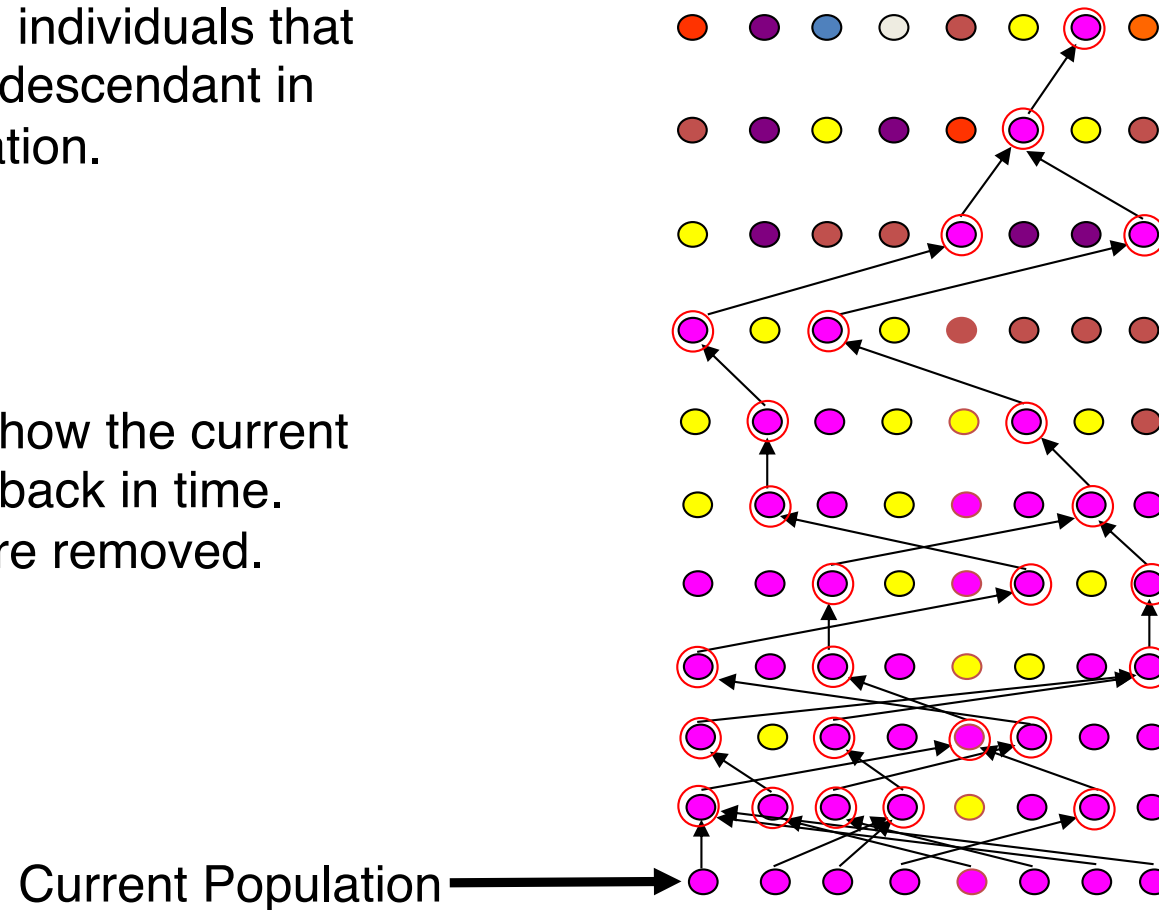 individuals that
descendant in
ation.
how the current
back in time.
re removed.
Current Population